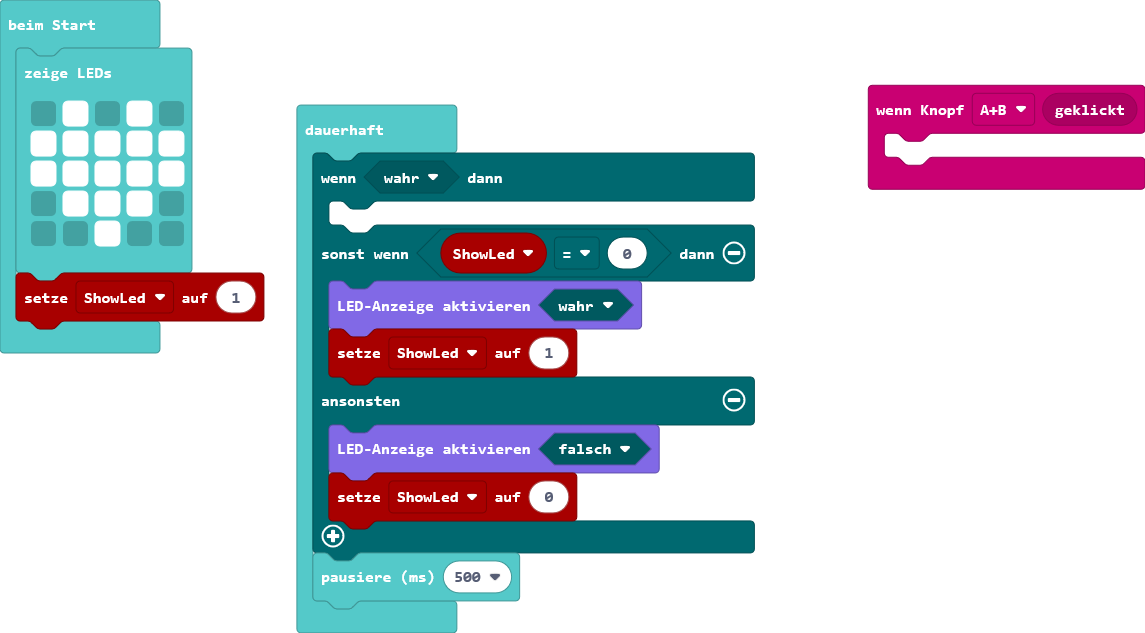 beim Start
zeige LEDs
setze ShowLed auf 1
dauerhaft
wenn wahr dann
sonst wenn ShowLed = 0 dann
LED-Anzeige aktivieren wahr
setze ShowLed auf 1
ansonsten
LED-Anzeige aktivieren falsch
setze ShowLed auf 0
pausiere (ms) 500
wenn Knopf A+B geklickt